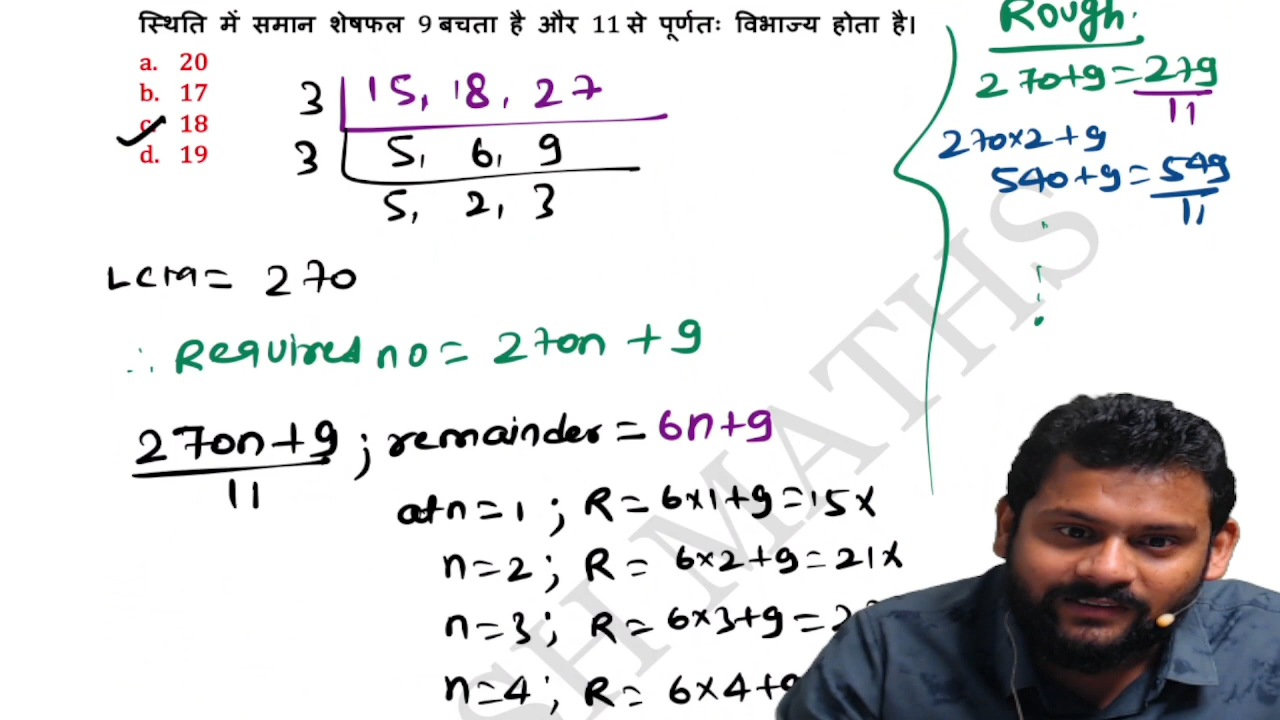 स्थिति में समान शेषफल 9 बचता है और 11 से पूर्णतः विभाज्य होता है।
a. 20
b. 17
c. 18
d. 19
3 | 15, 18, 27
3 | 5, 6, 9
5, 2, 3
LCM = 270
∴ Required no = 270n + 9
270n+9 / 11 ; remainder = 6n+9
at n = 1 ; R = 6×1+9 = 15 ×
n = 2 ; R = 6×2+9 = 21 ×
n = 3 ; R = 6×3+9 =
n = 4 ; R = 6×4+
Rough:
270+9 = 279 / 11
270×2+9
540+9 = 549 / 11
SH MATHS